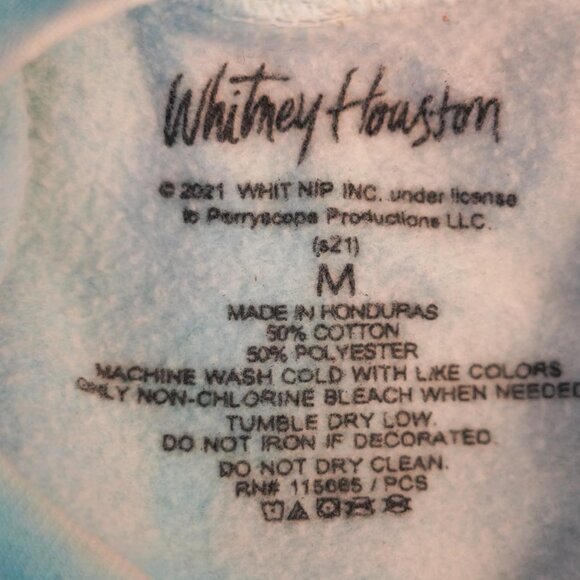 Whitney Houston
© 2021 WHIT NIP INC. under license
to Perryscope Productions LLC.
(s21)
M
MADE IN HONDURAS
50% COTTON
50% POLYESTER
MACHINE WASH COLD WITH LIKE COLORS
ONLY NON-CHLORINE BLEACH WHEN NEEDED
TUMBLE DRY LOW.
DO NOT IRON IF DECORATED.
DO NOT DRY CLEAN.
RN# 115685 / PCS